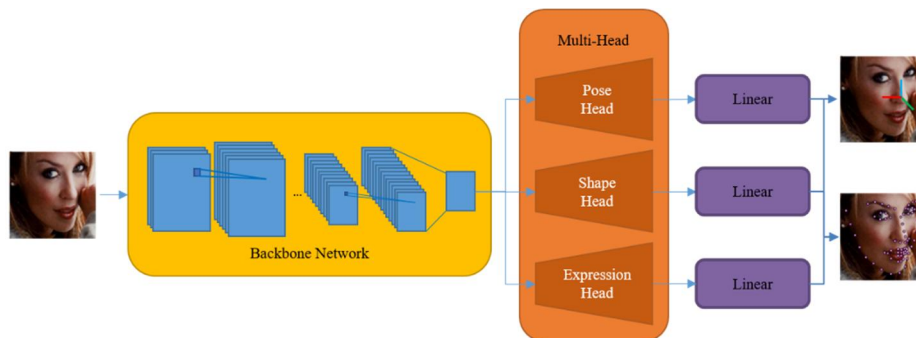 Multi-Head
Pose
Head
Linear
Shape
Head
Linear
...
Backbone Network
Expression
Head
Linear